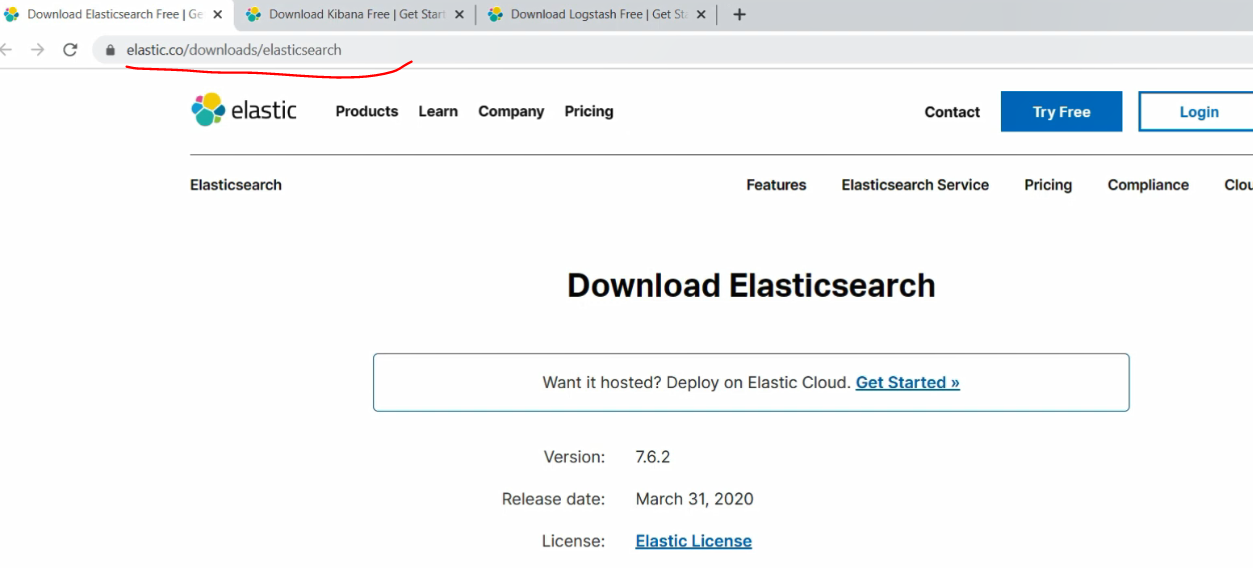 Download Elasticsearch Free | Ge
Download Kibana Free | Get Start
Download Logstash Free | Get St
elastic.co/downloads/elasticsearch
elastic Products Learn Company Pricing Contact Try Free Login
Elasticsearch Features Elasticsearch Service Pricing Compliance Clou
Download Elasticsearch
Want it hosted? Deploy on Elastic Cloud. Get Started »
Version: 7.6.2
Release date: March 31, 2020
License: Elastic License